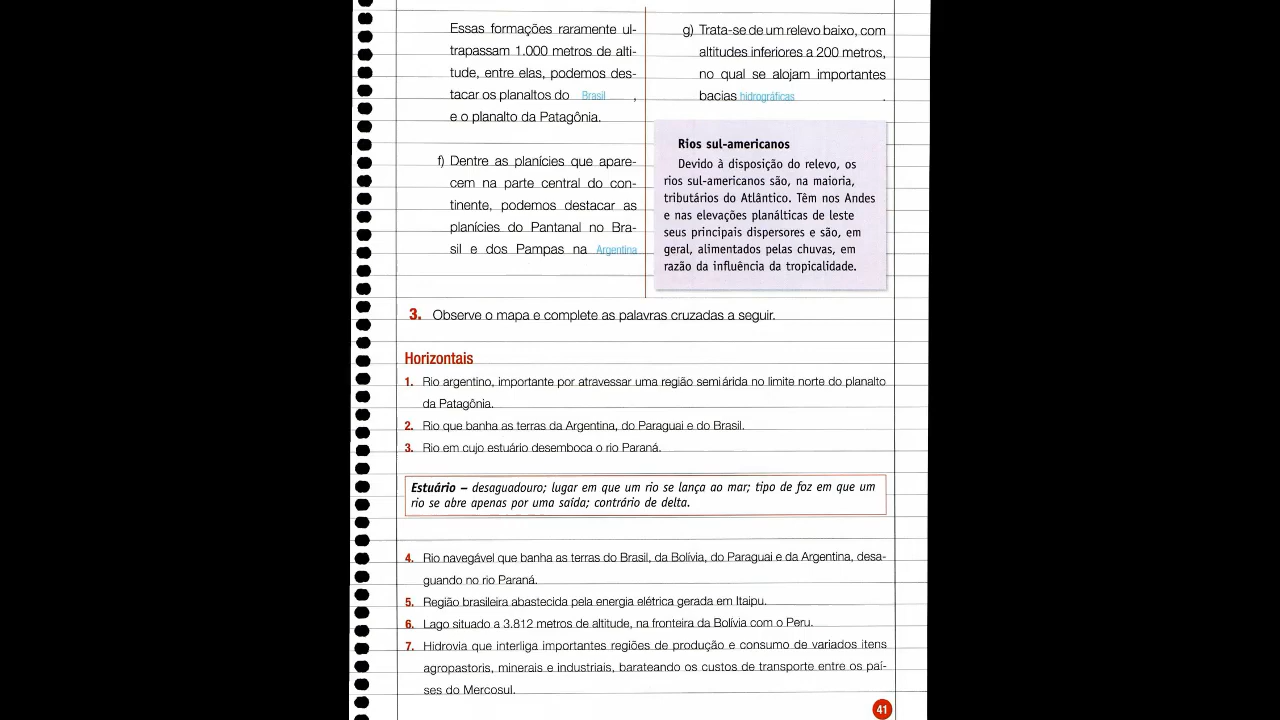 Essas formações raramente ul-
trapassam 1.000 metros de alti-
tude, entre elas, podemos des-
tacar os planaltos do Brasil ,
e o planalto da Patagônia.
f) Dentre as planícies que apare-
cem na parte central do con-
tinente, podemos destacar as
planícies do Pantanal no Bra-
sil e dos Pampas na Argentina
g) Trata-se de um relevo baixo, com
altitudes inferiores a 200 metros,
no qual se alojam importantes
bacias hidrográficas .
Rios sul-americanos
Devido à disposição do relevo, os
rios sul-americanos são, na maioria,
tributários do Atlântico. Têm nos Andes
e nas elevações planálticas de leste
seus principais dispersores e são, em
geral, alimentados pelas chuvas, em
razão da influência da tropicalidade.
3. Observe o mapa e complete as palavras cruzadas a seguir.
Horizontais
1. Rio argentino, importante por atravessar uma região semiárida no limite norte do planalto
da Patagônia.
2. Rio que banha as terras da Argentina, do Paraguai e do Brasil.
3. Rio em cujo estuário desemboca o rio Paraná.
Estuário – desaguadouro; lugar em que um rio se lança ao mar; tipo de foz em que um
rio se abre apenas por uma saída; contrário de delta.
4. Rio navegável que banha as terras do Brasil, da Bolívia, do Paraguai e da Argentina, desa-
guando no rio Paraná.
5. Região brasileira abastecida pela energia elétrica gerada em Itaipu.
6. Lago situado a 3.812 metros de altitude, na fronteira da Bolívia com o Peru.
7. Hidrovia que interliga importantes regiões de produção e consumo de variados itens
agropastoris, minerais e industriais, barateando os custos de transporte entre os paí-
ses do Mercosul.
41